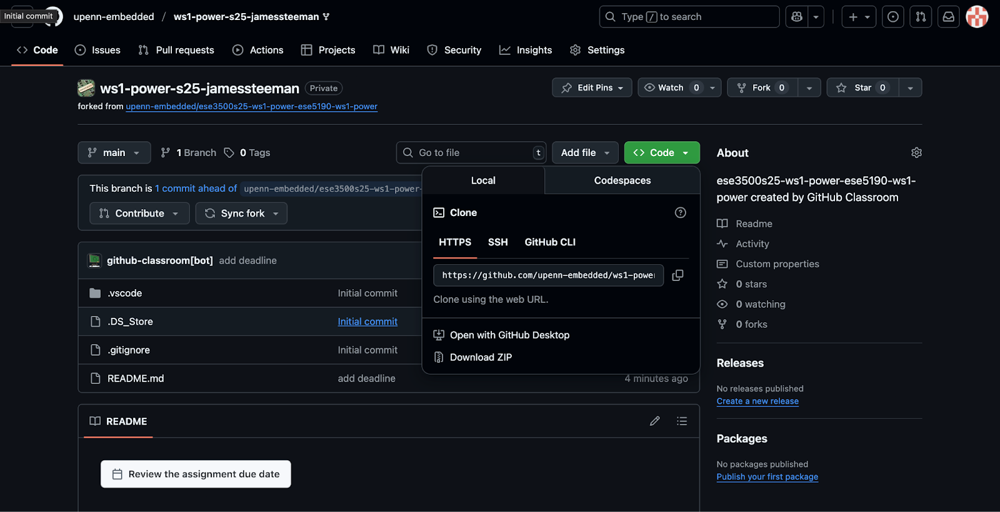 Initial commit
upenn-embedded / ws1-power-s25-jamessteeman
Type / to search
Code Issues Pull requests Actions Projects Wiki Security Insights Settings
ws1-power-s25-jamessteeman Private
Edit Pins Watch 0 Fork 0 Star 0
forked from upenn-embedded/ese3500s25-ws1-power-ese5190-ws1-power
main 1 Branch 0 Tags
Go to file t Add file Code
This branch is 1 commit ahead of upenn-embedded/ese3500s25-ws1-power-
Contribute Sync fork
github-classroom[bot] add deadline
.vscode Initial commit
.DS_Store Initial commit
.gitignore Initial commit
README.md add deadline 4 minutes ago
Local Codespaces
Clone
HTTPS SSH GitHub CLI
https://github.com/upenn-embedded/ws1-power
Clone using the web URL.
Open with GitHub Desktop
Download ZIP
README
Review the assignment due date
About
ese3500s25-ws1-power-ese5190-ws1-
power created by GitHub Classroom
Readme
Activity
Custom properties
0 stars
0 watching
0 forks
Releases
No releases published
Create a new release
Packages
No packages published
Publish your first package